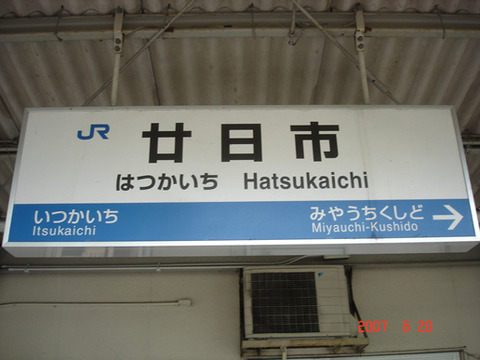 JR 廿日市
はつかいち Hatsukaichi
いつかいち みやうちくしど →
Itsukaichi Miyauchi-Kushido
2007 6 20